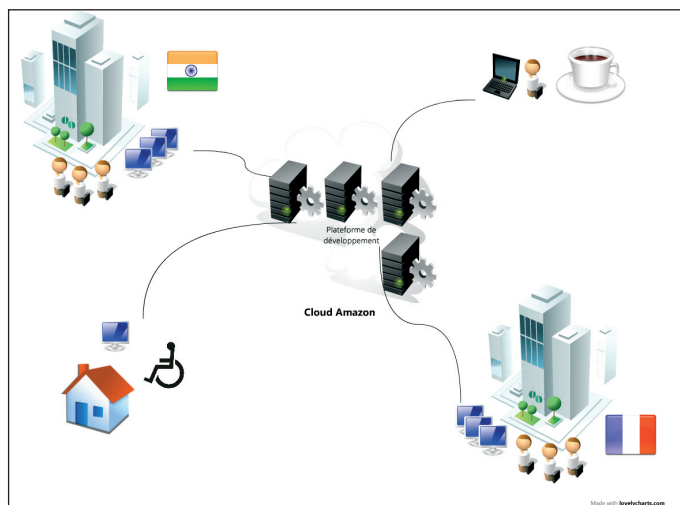 Plateforme de
développement
Cloud Amazon
Made with lovelycharts.com